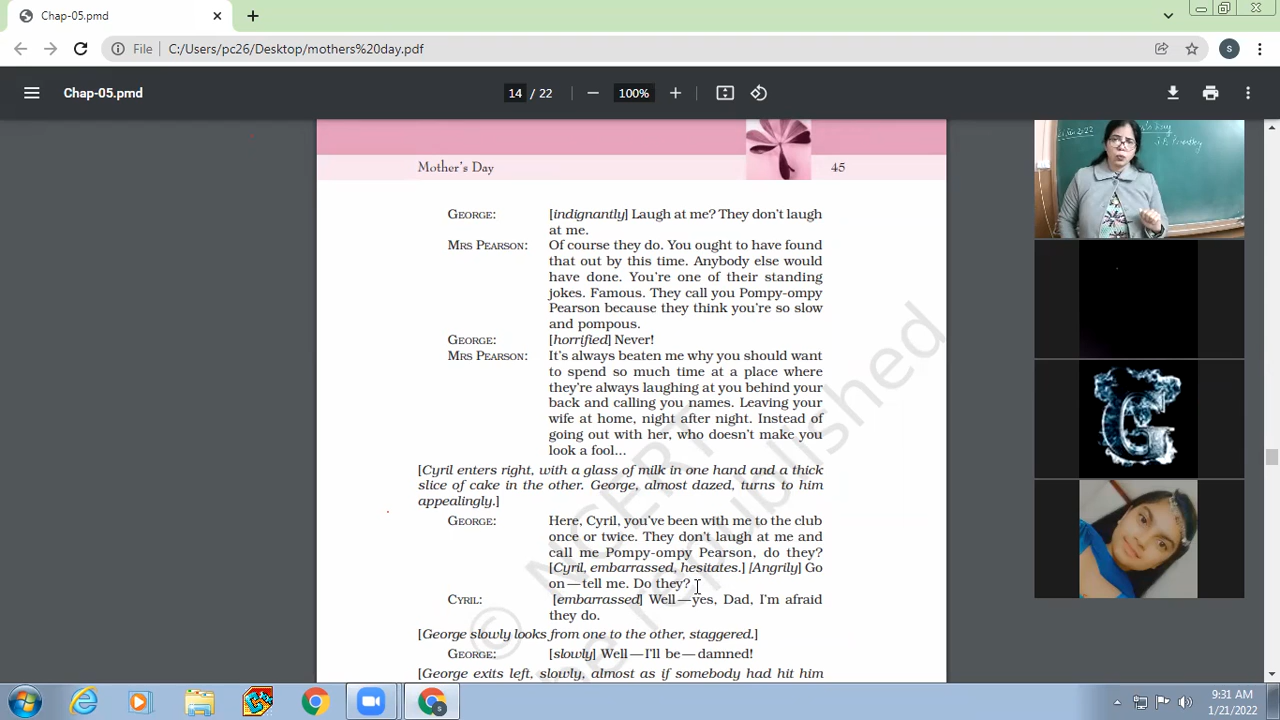 Chap-05.pmd
File C:/Users/pc26/Desktop/mothers%20day.pdf
S
Chap-05.pmd
14 / 22
100%
Mother's Day 45
GEORGE: [indignantly] Laugh at me? They don't laugh
at me.
MRS PEARSON: Of course they do. You ought to have found
that out by this time. Anybody else would
have done. You're one of their standing
jokes. Famous. They call you Pompy-ompy
Pearson because they think you're so slow
and pompous.
GEORGE: [horrified] Never!
MRS PEARSON: It's always beaten me why you should want
to spend so much time at a place where
they're always laughing at you behind your
back and calling you names. Leaving your
wife at home, night after night. Instead of
going out with her, who doesn't make you
look a fool...
[Cyril enters right, with a glass of milk in one hand and a thick
slice of cake in the other. George, almost dazed, turns to him
appealingly.]
GEORGE: Here, Cyril, you've been with me to the club
once or twice. They don't laugh at me and
call me Pompy-ompy Pearson, do they?
[Cyril, embarrassed, hesitates.] [Angrily] Go
on—tell me. Do they?
CYRIL: [embarrassed] Well—yes, Dad, I'm afraid
they do.
[George slowly looks from one to the other, staggered.]
GEORGE: [slowly] Well—I'll be—damned!
[George exits left, slowly, almost as if somebody had hit him
© NCERT
republished
G
9:31 AM
1/21/2022